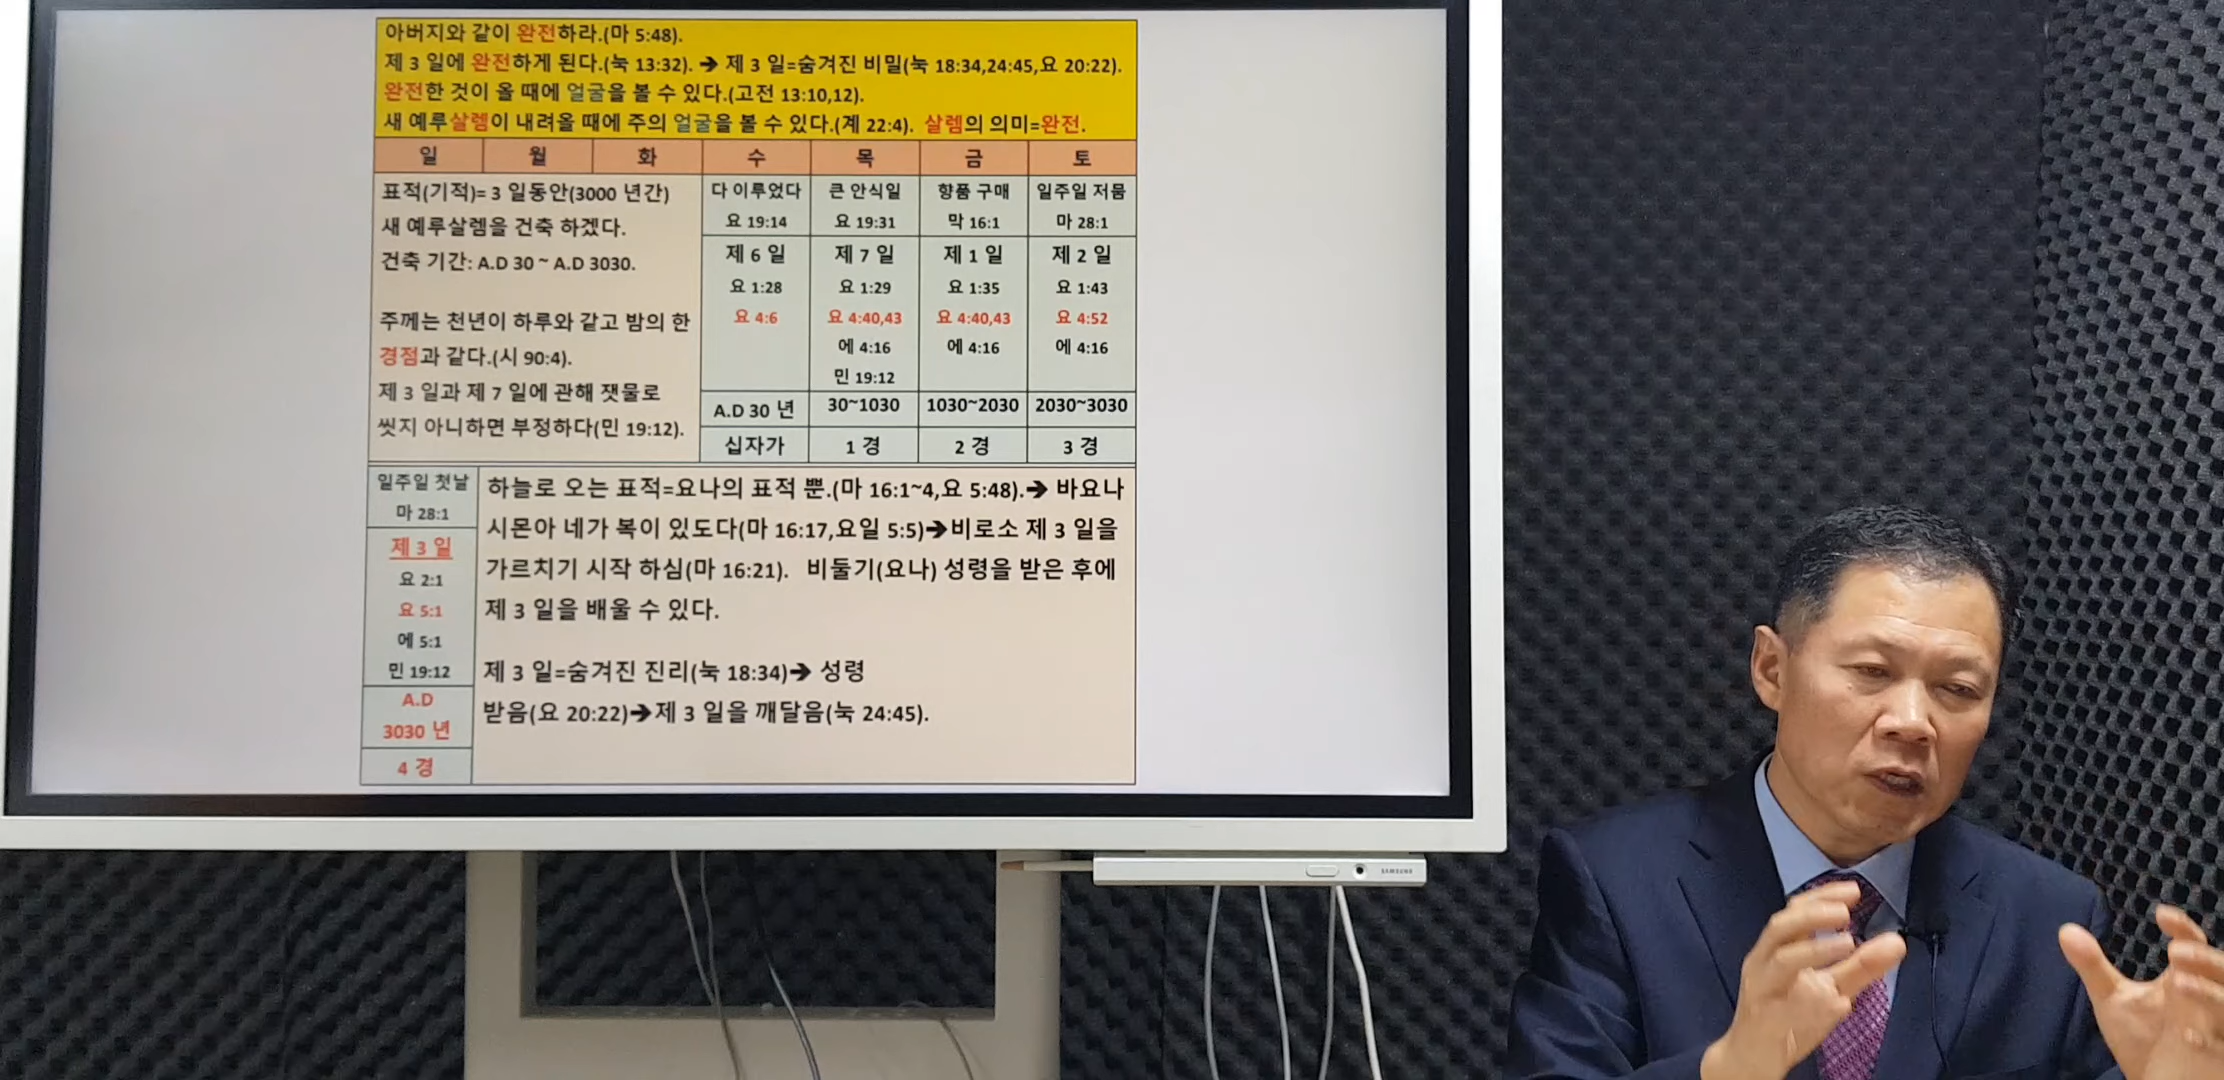 아버지와 같이 완전하라.(마 5:48).
제 3 일에 완전하게 된다.(눅 13:32). ➔ 제 3 일=숨겨진 비밀(눅 18:34,24:45,요 20:22).
완전한 것이 올 때에 얼굴을 볼 수 있다.(고전 13:10,12).
새 예루살렘이 내려올 때에 주의 얼굴을 볼 수 있다.(계 22:4). 살렘의 의미=완전.
일 월 화 수 목 금 토
표적(기적)= 3 일동안(3000 년간)
새 예루살렘을 건축 하겠다.
건축 기간: A.D 30 ~ A.D 3030.
주께는 천년이 하루와 같고 밤의 한
경점과 같다.(시 90:4).
제 3 일과 제 7 일에 관해 잿물로
씻지 아니하면 부정하다(민 19:12).
다 이루었다 큰 안식일 향품 구매 일주일 저뭄
요 19:14 요 19:31 막 16:1 마 28:1
제 6 일 제 7 일 제 1 일 제 2 일
요 1:28 요 1:29 요 1:35 요 1:43
요 4:6 요 4:40,43 요 4:40,43 요 4:52
에 4:16 에 4:16 에 4:16
민 19:12
A.D 30 년 30~1030 1030~2030 2030~3030
십자가 1 경 2 경 3 경
일주일 첫날
마 28:1
제 3 일
요 2:1
요 5:1
에 5:1
민 19:12
A.D
3030 년
4 경
하늘로 오는 표적=요나의 표적 뿐.(마 16:1~4,요 5:48).➔ 바요나
시몬아 네가 복이 있도다(마 16:17,요일 5:5)➔비로소 제 3 일을
가르치기 시작 하심(마 16:21). 비둘기(요나) 성령을 받은 후에
제 3 일을 배울 수 있다.
제 3 일=숨겨진 진리(눅 18:34)➔ 성령
받음(요 20:22)➔제 3 일을 깨달음(눅 24:45).
SAMSUNG